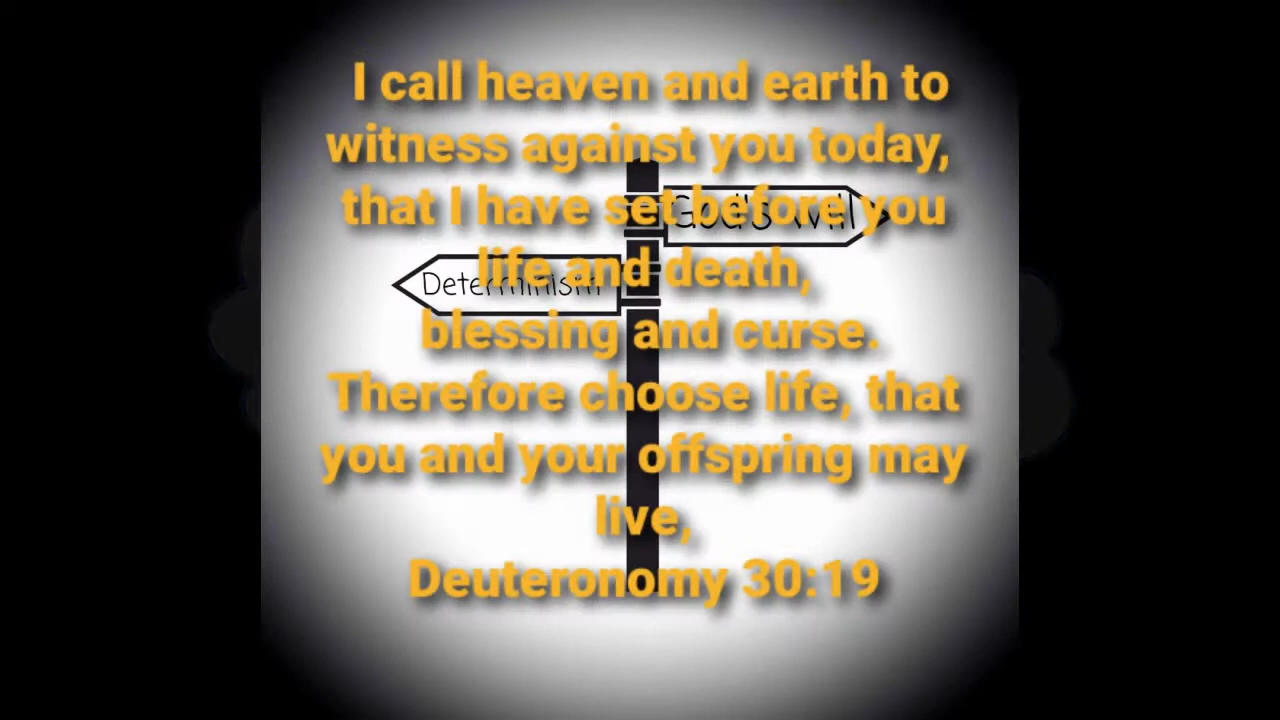 I call heaven and earth to
witness against you today,
that I have set before you
God's Will
life and death,
Determinism
blessing and curse.
Therefore choose life, that
you and your offspring may
live,
Deuteronomy 30:19